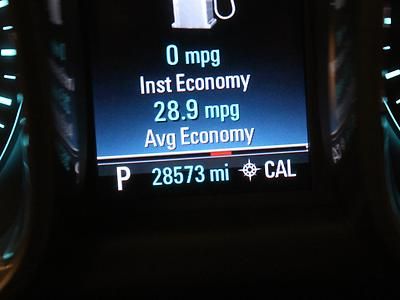 0 mpg
Inst Economy
28.9 mpg
Avg Economy
P 28573 mi CAL